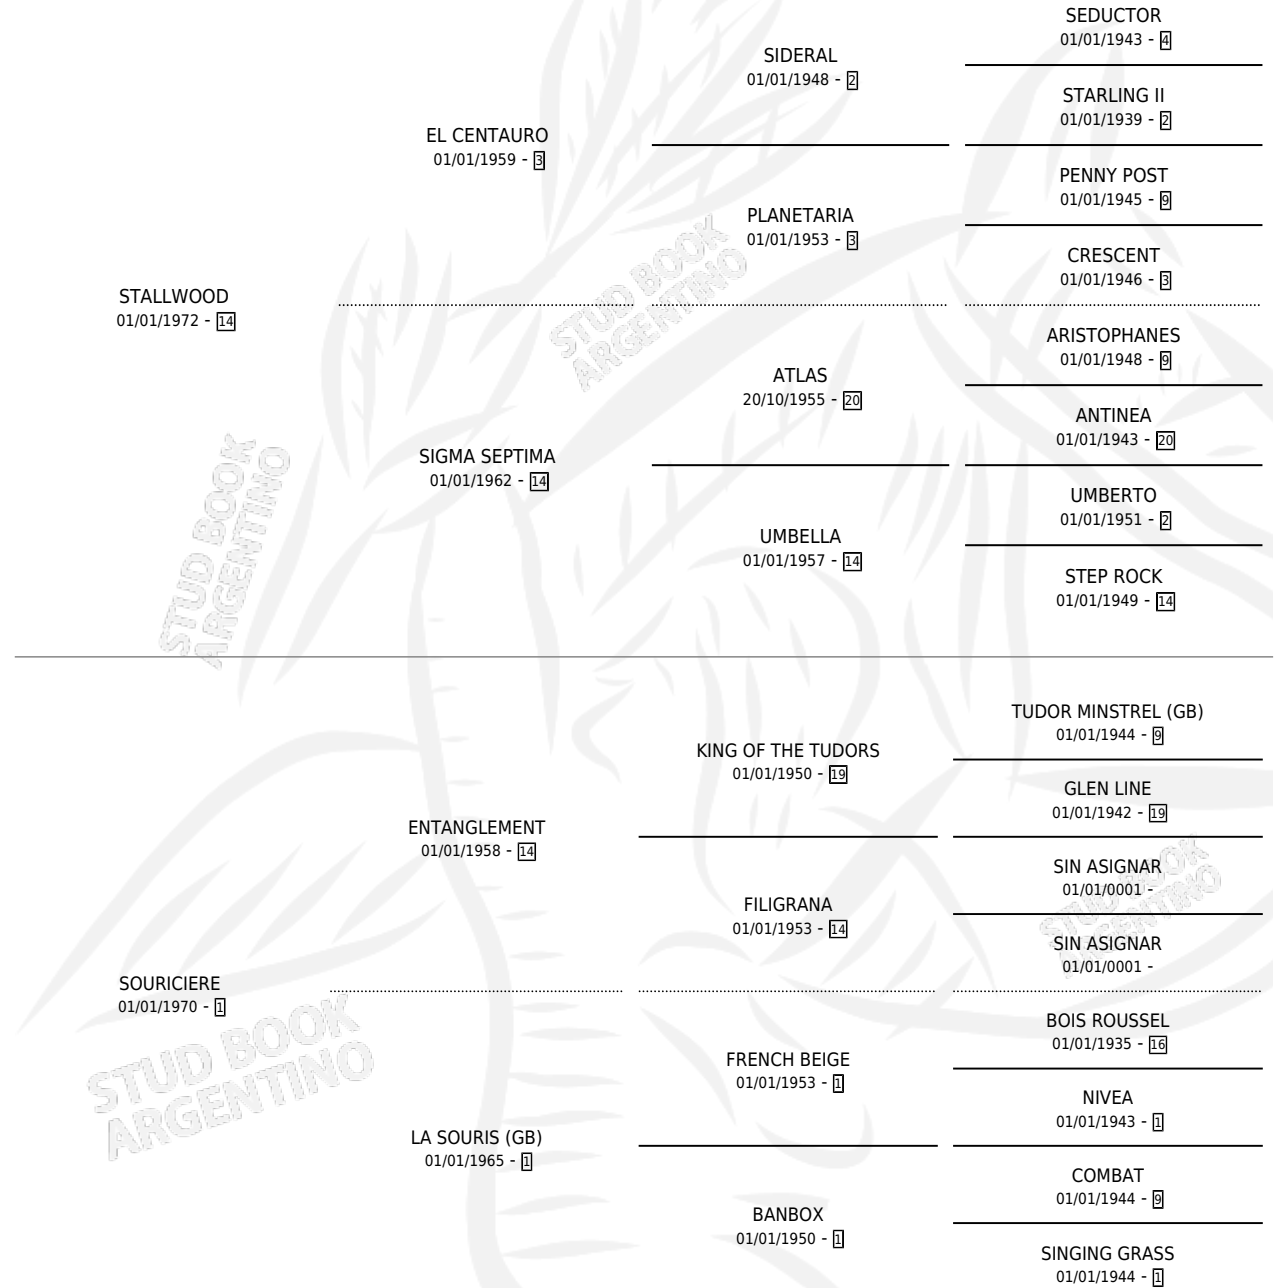 SEDUCTOR
01/01/1943 - 4
SIDERAL
01/01/1948 - 2
STARLING II
01/01/1939 - 2
EL CENTAURO
01/01/1959 - 3
PENNY POST
01/01/1945 - 9
PLANETARIA
01/01/1953 - 3
CRESCENT
01/01/1946 - 3
STALLWOOD
01/01/1972 - 14
STUD BOOK
ARGENTINO
ARISTOPHANES
01/01/1948 - 9
ATLAS
20/10/1955 - 20
ANTINEA
01/01/1943 - 20
SIGMA SEPTIMA
01/01/1962 - 14
UMBERTO
01/01/1951 - 2
UMBELLA
01/01/1957 - 14
STEP ROCK
01/01/1949 - 14
STUD BOOK
ARGENTINO
TUDOR MINSTREL (GB)
01/01/1944 - 9
KING OF THE TUDORS
01/01/1950 - 19
GLEN LINE
01/01/1942 - 19
ENTANGLEMENT
01/01/1958 - 14
SIN ASIGNAR
01/01/0001 -
FILIGRANA
01/01/1953 - 14
SIN ASIGNAR
01/01/0001 -
STUD BOOK
ARGENTINO
SOURICIERE
01/01/1970 - 1
BOIS ROUSSEL
01/01/1935 - 16
FRENCH BEIGE
01/01/1953 - 1
NIVEA
01/01/1943 - 1
STUD BOOK
ARGENTINO
LA SOURIS (GB)
01/01/1965 - 1
COMBAT
01/01/1944 - 9
BANBOX
01/01/1950 - 1
SINGING GRASS
01/01/1944 - 1